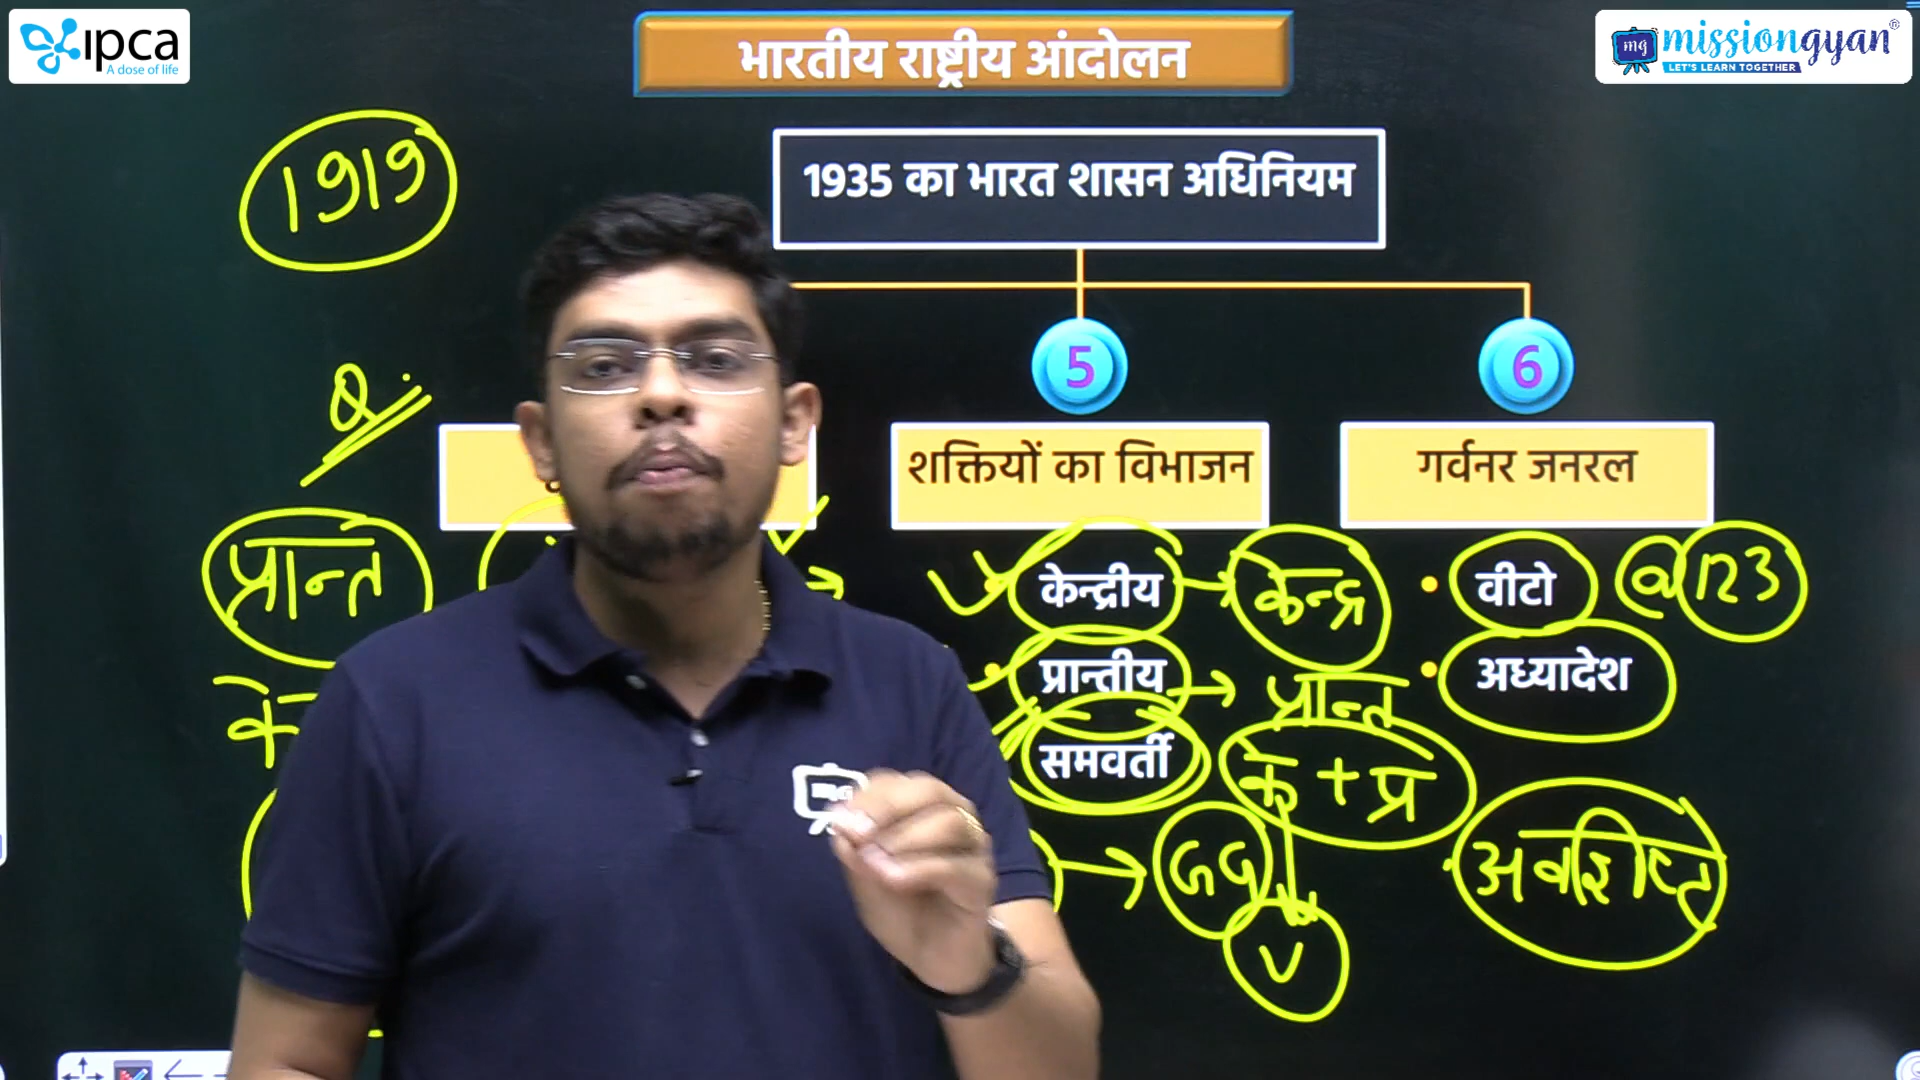 ipca
A dose of life
भारतीय राष्ट्रीय आंदोलन
mg missiongyan
LET'S LEARN TOGETHER
1919
1935 का भारत शासन अधिनियम
5
6
Q.
शक्तियों का विभाजन
गर्वनर जनरल
प्रान्त
• केन्द्रीय → केन्द्र
• वीटो @ 123
• प्रान्तीय → प्रान्त
• अध्यादेश
समवर्ती के + प्र
GG
अवशिष्ट
V